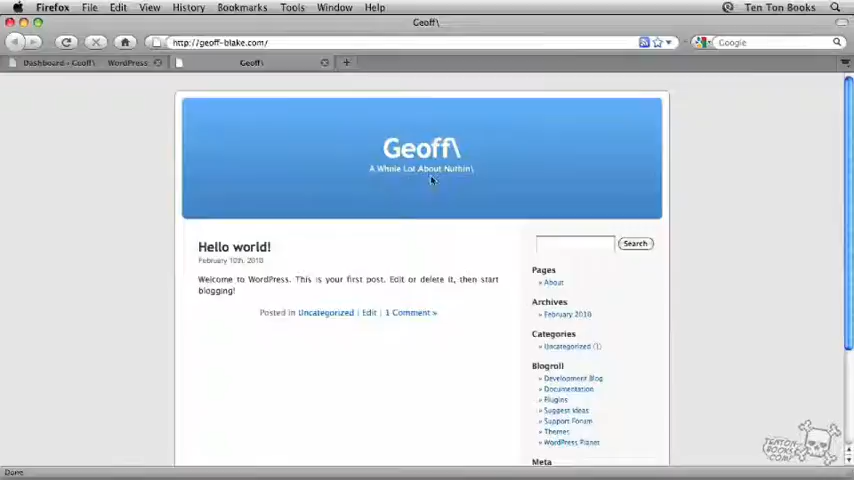 Firefox File Edit View History Bookmarks Tools Window Help Ten Ton Books
Geoff\
http://geoff-blake.com/ Google
Dashboard ‹ Geoff\ WordPress Geoff\
Geoff\
A Whole Lot About Nuthin\
Hello world!
February 10th, 2010
Welcome to WordPress. This is your first post. Edit or delete it, then start
blogging!
Posted in Uncategorized | Edit | 1 Comment »
Search
Pages
» About
Archives
» February 2010
Categories
» Uncategorized (1)
Blogroll
» Development Blog
» Documentation
» Plugins
» Suggest Ideas
» Support Forum
» Themes
» WordPress Planet
Meta
TENTON
BOOKS.COM
Done